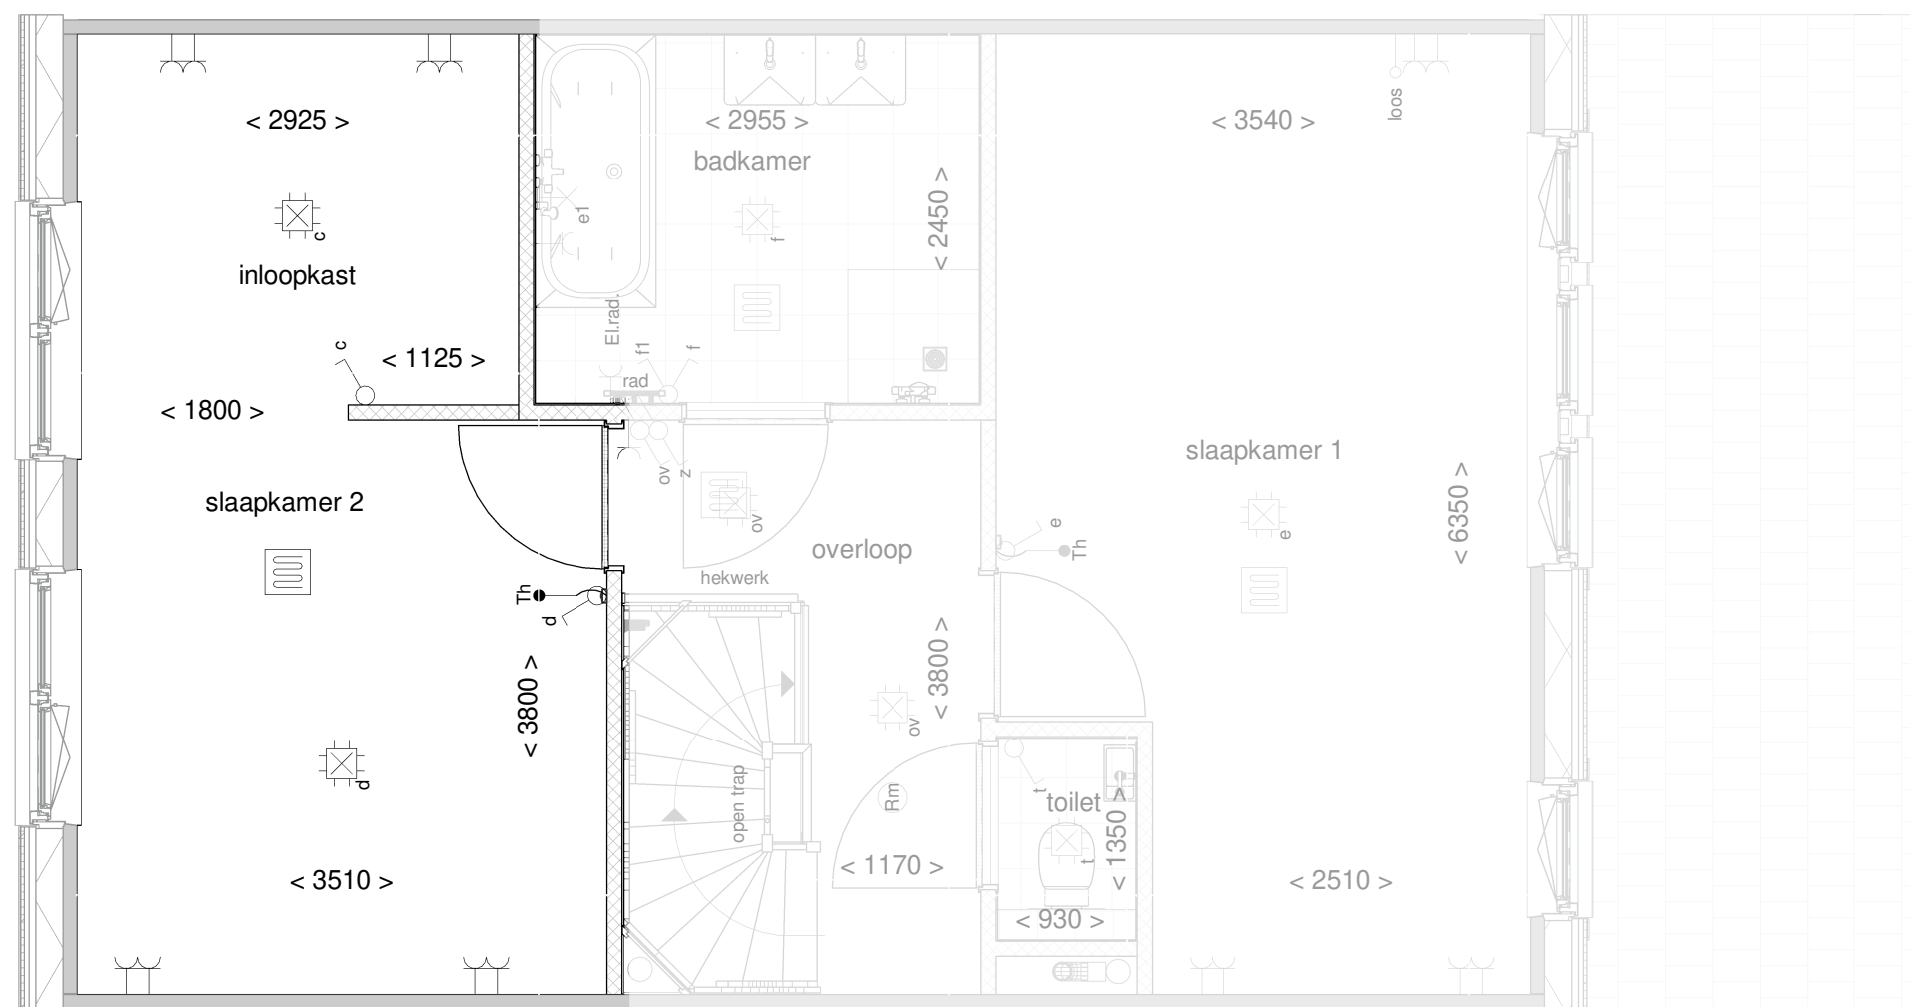 < 2925 >
c
inloopkast
c
< 1125 >
< 1800 >
slaapkamer 2
Th
d
< 3800 >
d
< 3510 >
< 2955 >
badkamer
e1
f
< 2450 >
El.rad.
f1
f
rad
ov
z
ov
overloop
hekwerk
< 3800 >
ov
open trap
Rm
< 1170 >
< 3540 >
loos
slaapkamer 1
e
Th
e
< 6350 >
t
toilet
t
< 1350 >
< 930 >
< 2510 >